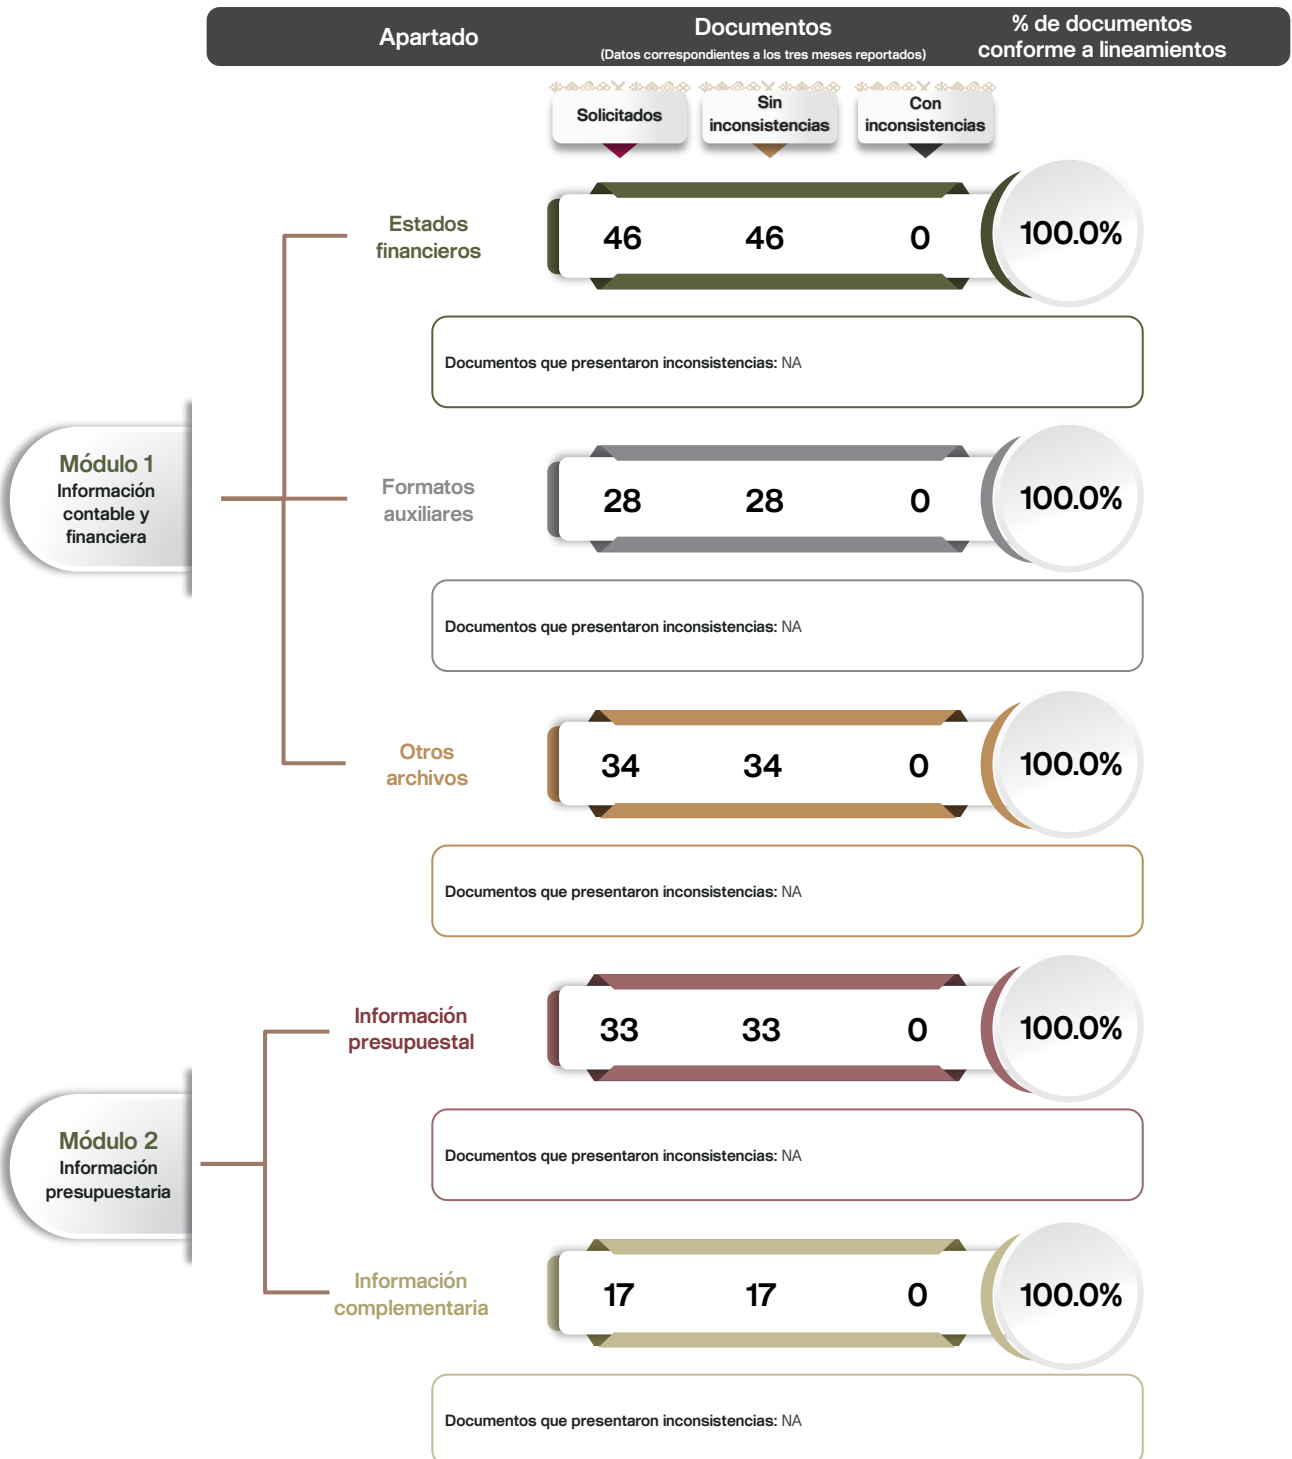 Apartado
Documentos
(Datos correspondientes a los tres meses reportados)
% de documentos
conforme a lineamientos
Solicitados
Sin
inconsistencias
Con
inconsistencias
Módulo 1
Información
contable y
financiera
Estados
financieros
46 46 0 100.0%
Documentos que presentaron inconsistencias: NA
Formatos
auxiliares
28 28 0 100.0%
Documentos que presentaron inconsistencias: NA
Otros
archivos
34 34 0 100.0%
Documentos que presentaron inconsistencias: NA
Módulo 2
Información
presupuestaria
Información
presupuestal
33 33 0 100.0%
Documentos que presentaron inconsistencias: NA
Información
complementaria
17 17 0 100.0%
Documentos que presentaron inconsistencias: NA